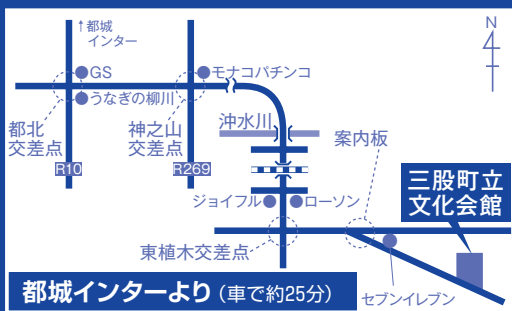 ↑都城
インター
N
GS
モナコパチンコ
うなぎの柳川
都北
交差点
神之山
交差点
沖水川
案内板
R10
R269
三股町立
文化会館
ジョイフル
ローソン
東植木交差点
都城インターより(車で約25分)
セブンイレブン